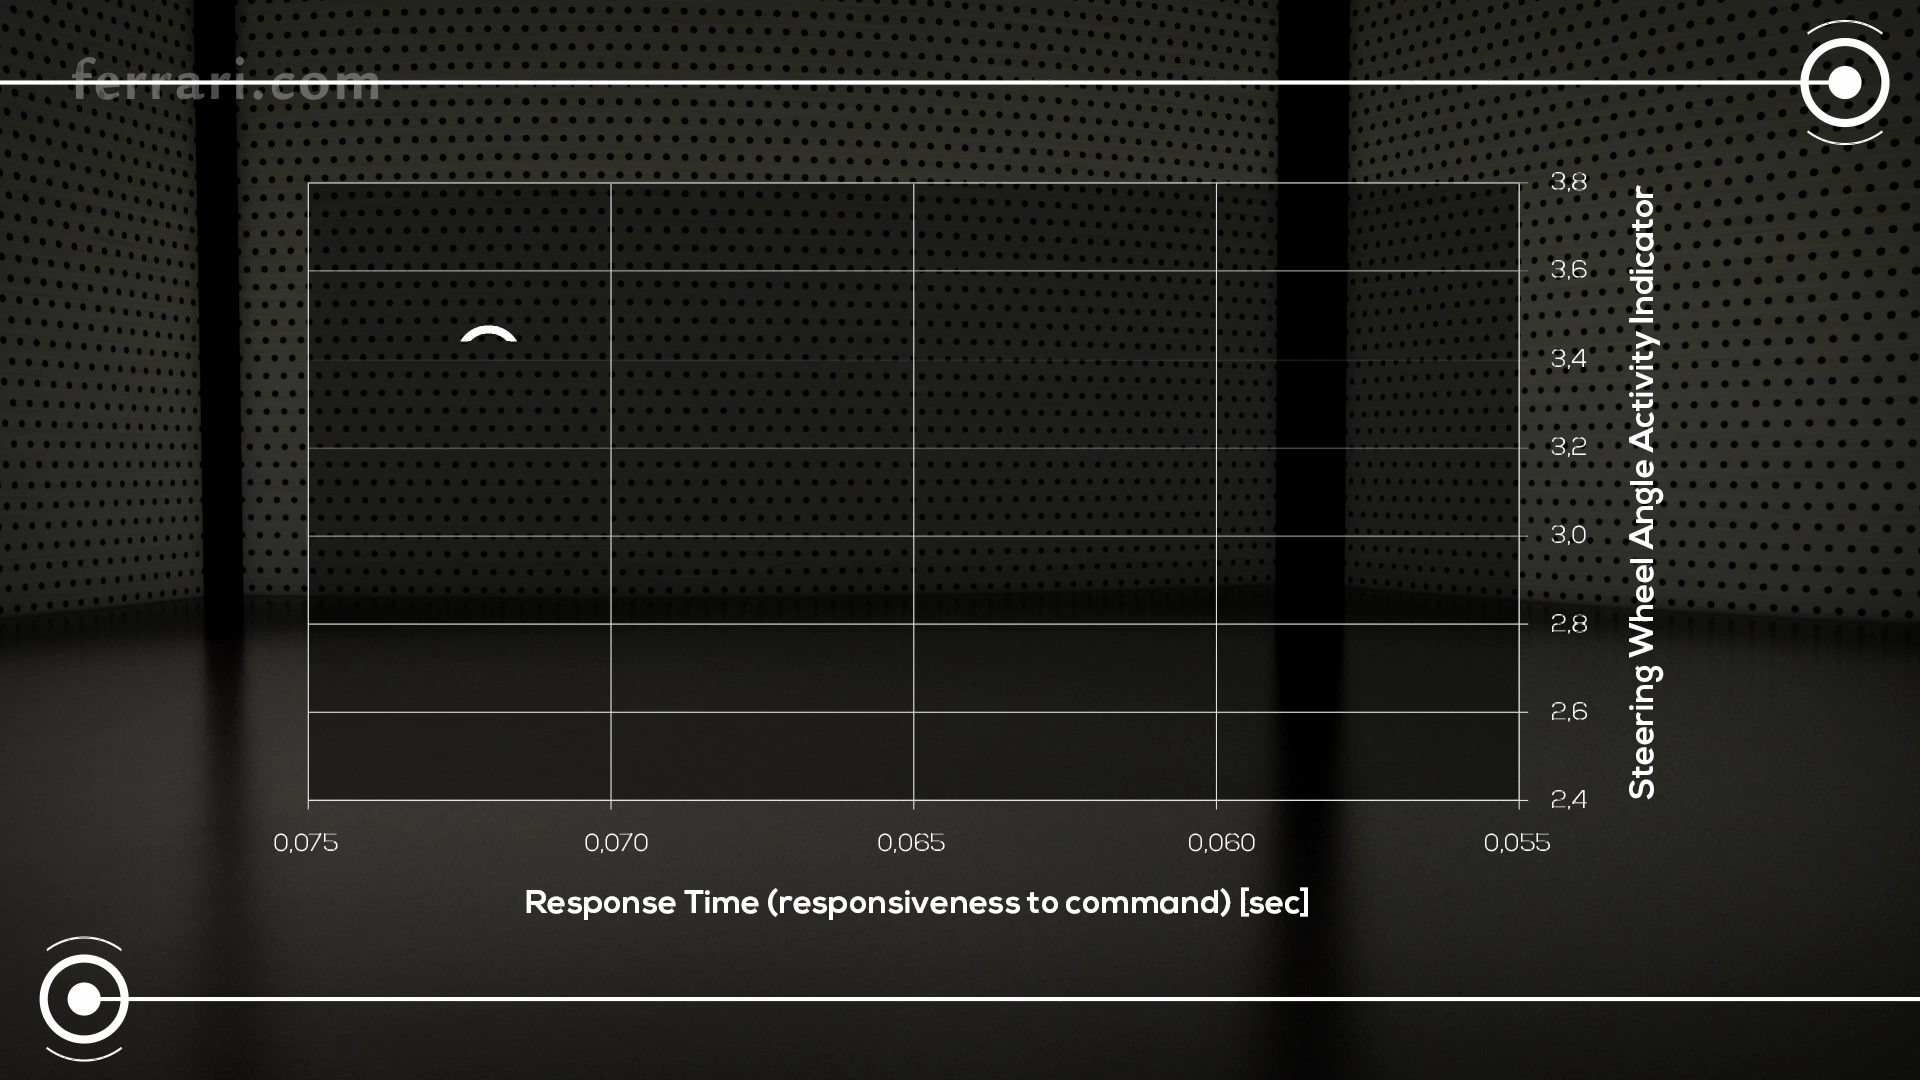 ferrari.com
3,8
3,6
3,4
3,2
3,0
2,8
2,6
2,4
Steering Wheel Angle Activity Indicator
0,075 0,070 0,065 0,060 0,055
Response Time (responsiveness to command) [sec]